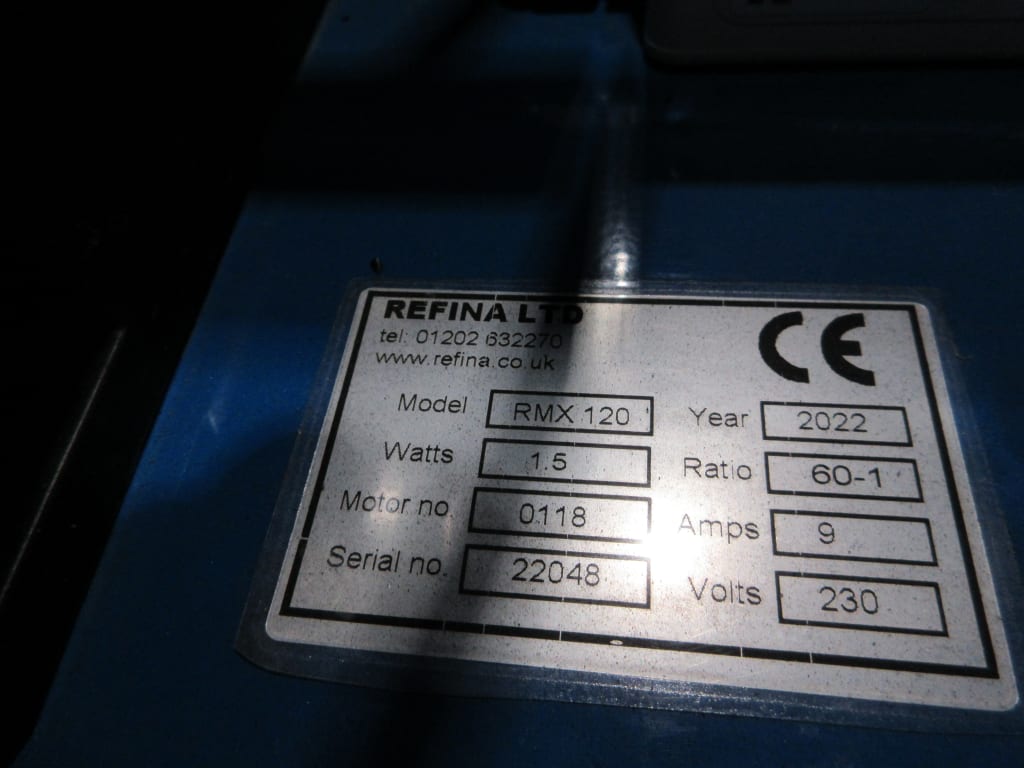 REFINA LTD
tel: 01202 632270
www.refina.co.uk
CE
Model RMX 120 Year 2022
Watts 1.5 Ratio 60-1
Motor no 0118 Amps 9
Serial no. 22048 Volts 230